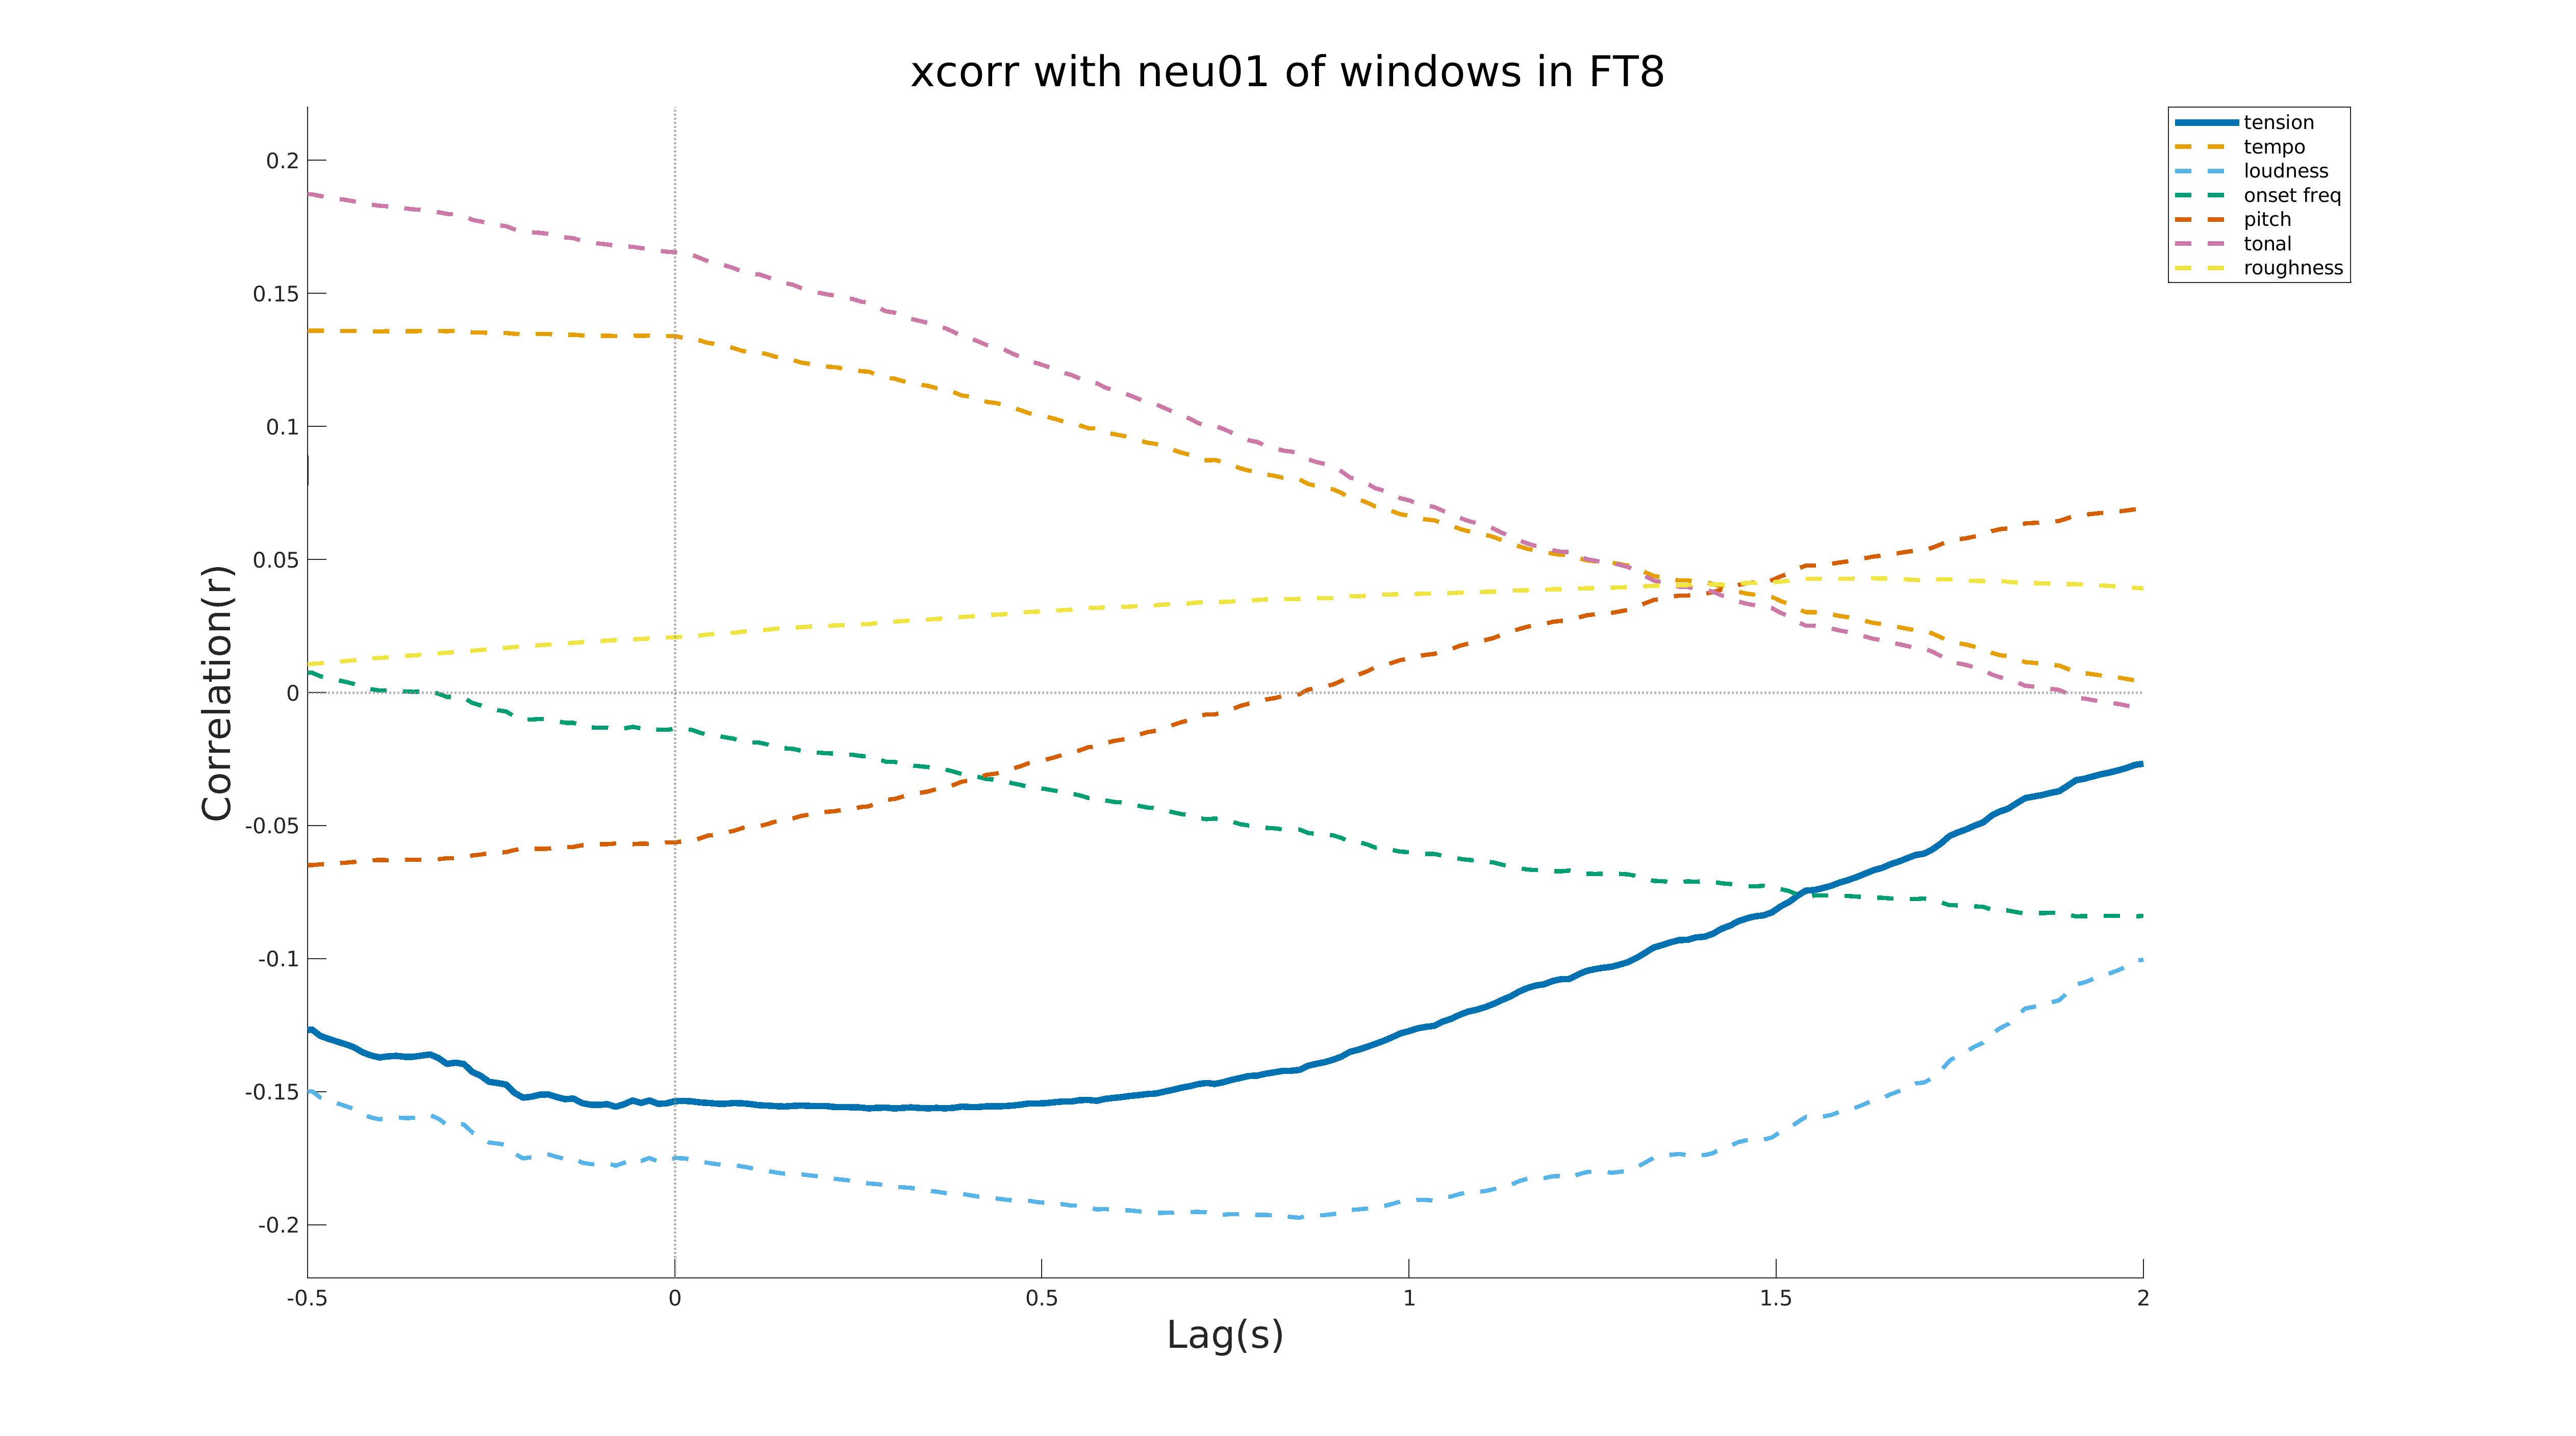 xcorr with neu01 of windows in FT8
tension
tempo
loudness
onset freq
pitch
tonal
roughness
Correlation(r)
0.2
0.15
0.1
0.05
0
-0.05
-0.1
-0.15
-0.2
-0.5
0
0.5
1
1.5
2
Lag(s)